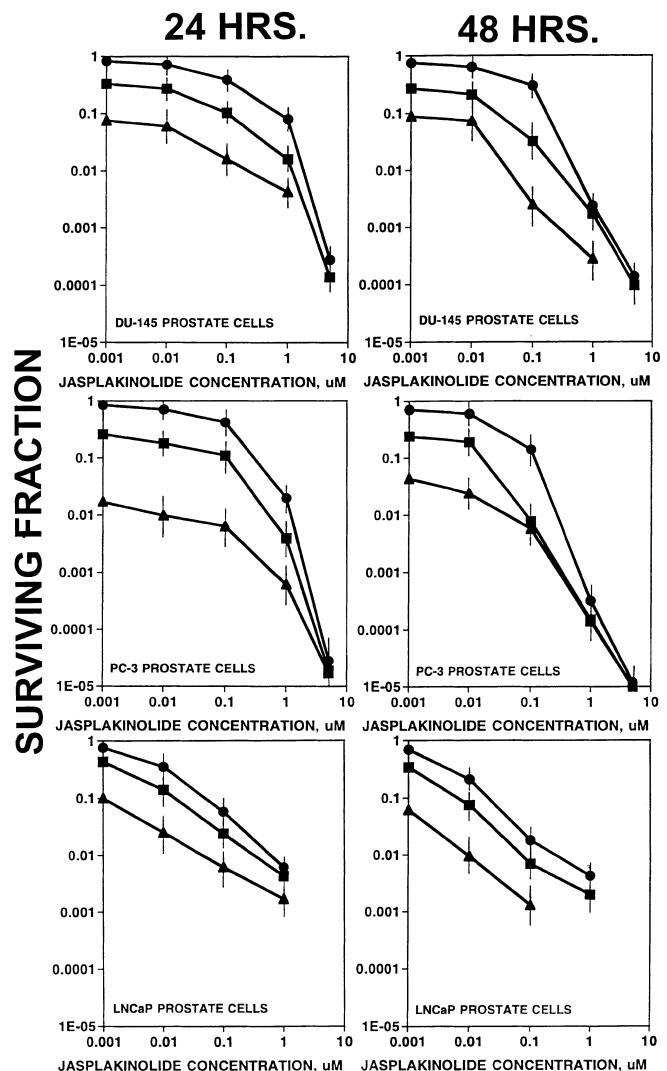 24 HRS.
48 HRS.
SURVIVING FRACTION
1
0.1
0.01
0.001
0.0001
1E-05
DU-145 PROSTATE CELLS
0.001 0.01 0.1 1 10
JASPLAKINOLIDE CONCENTRATION, uM
1
0.1
0.01
0.001
0.0001
1E-05
DU-145 PROSTATE CELLS
0.001 0.01 0.1 1 10
JASPLAKINOLIDE CONCENTRATION, uM
1
0.1
0.01
0.001
0.0001
1E-05
PC-3 PROSTATE CELLS
0.001 0.01 0.1 1 10
JASPLAKINOLIDE CONCENTRATION, uM
1
0.1
0.01
0.001
0.0001
1E-05
PC-3 PROSTATE CELLS
0.001 0.01 0.1 1 10
JASPLAKINOLIDE CONCENTRATION, uM
1
0.1
0.01
0.001
0.0001
1E-05
LNCaP PROSTATE CELLS
0.001 0.01 0.1 1 10
JASPLAKINOLIDE CONCENTRATION, uM
1
0.1
0.01
0.001
0.0001
1E-05
LNCaP PROSTATE CELLS
0.001 0.01 0.1 1 10
JASPLAKINOLIDE CONCENTRATION, uM